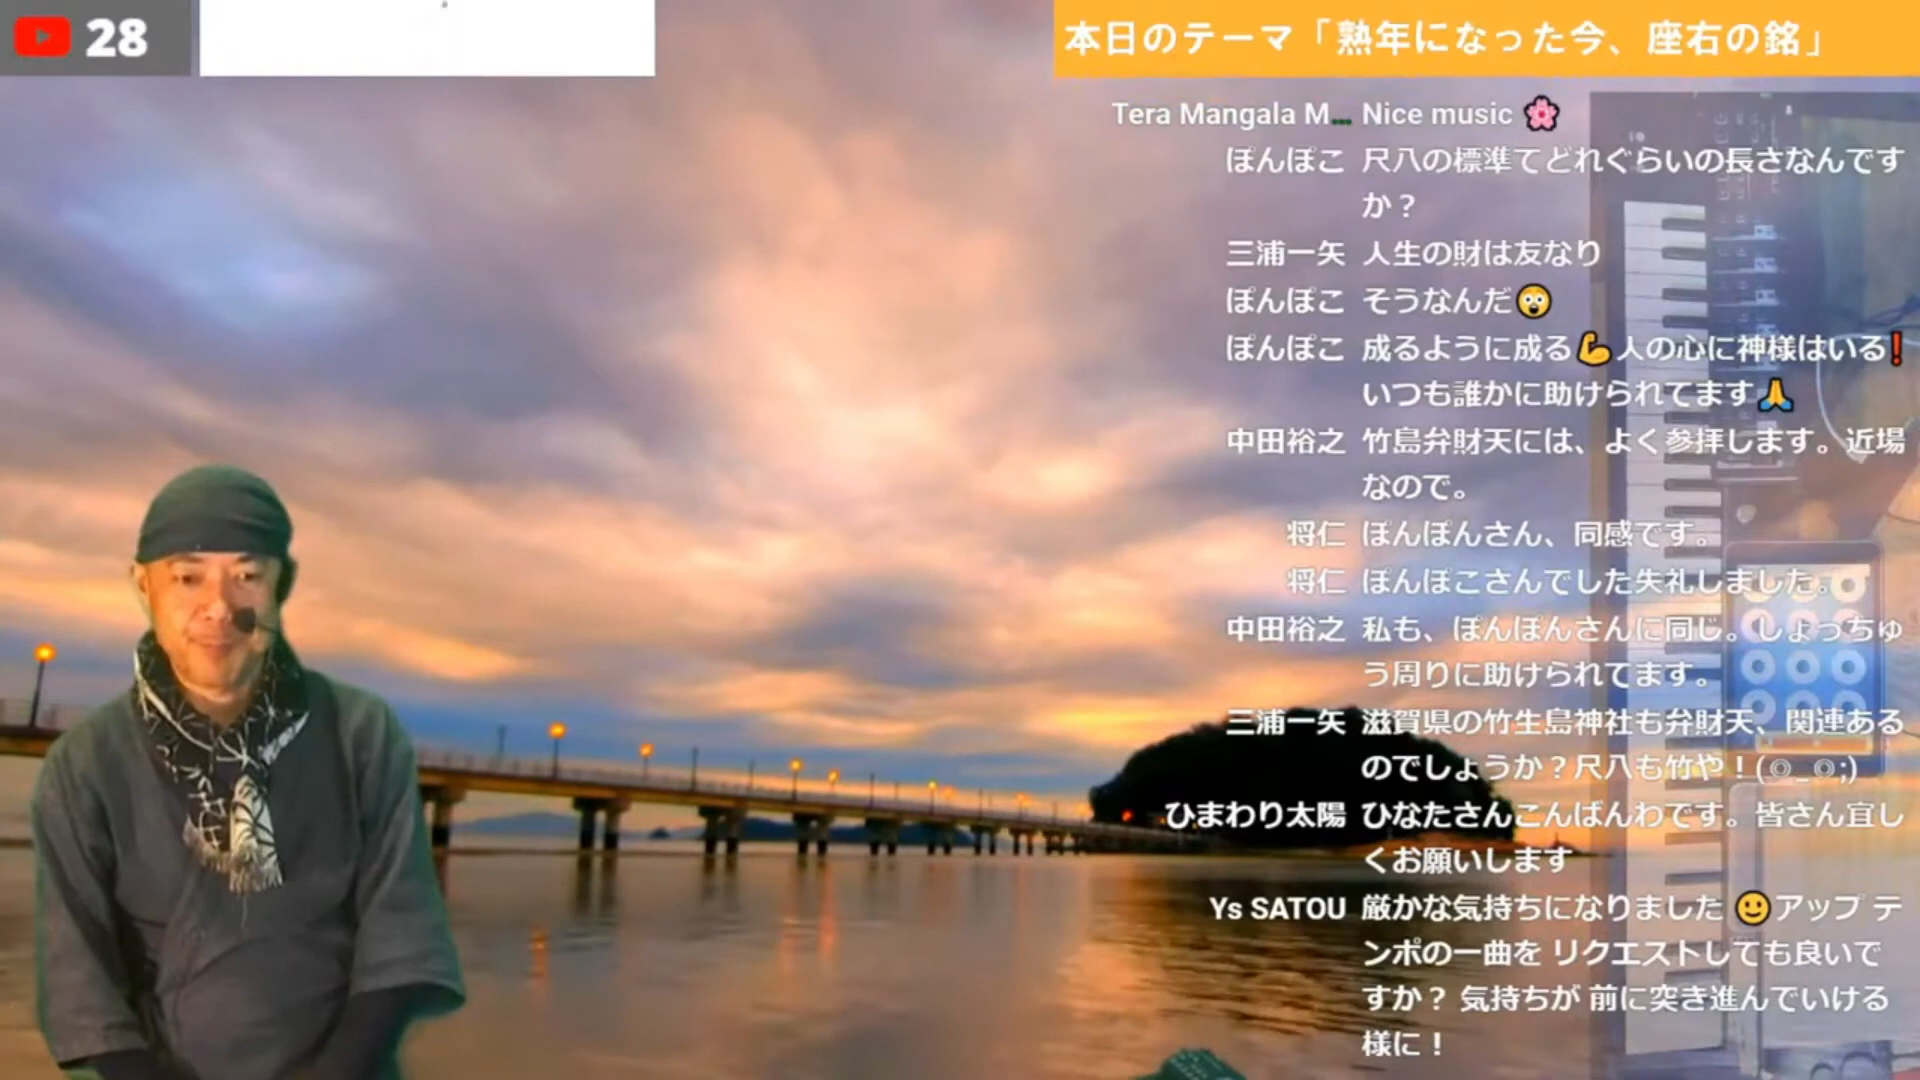 28
本日のテーマ「熟年になった今、座右の銘」
Tera Mangala M... Nice music
ぽんぽこ 尺八の標準てどれぐらいの長さなんです
か？
三浦一矢 人生の財は友なり
ぽんぽこ そうなんだ
ぽんぽこ 成るように成る💪人の心に神様はいる❗
いつも誰かに助けられてます🙏
中田裕之 竹島弁財天には、よく参拝します。近場
なので。
将仁 ぽんぽんさん、同感です。
将仁 ぽんぽこさんでした失礼しました。
中田裕之 私も、ぽんぽんさんに同じ。しょっちゅ
う周りに助けられてます。
三浦一矢 滋賀県の竹生島神社も弁財天、関連ある
のでしょうか？尺八も竹や！(◎_◎;)
ひまわり太陽 ひなたさんこんばんわです。皆さん宜し
くお願いします
Ys SATOU 厳かな気持ちになりました🙂アップ テ
ンポの一曲を リクエストしても良いで
すか？ 気持ちが 前に突き進んでいける
様に！